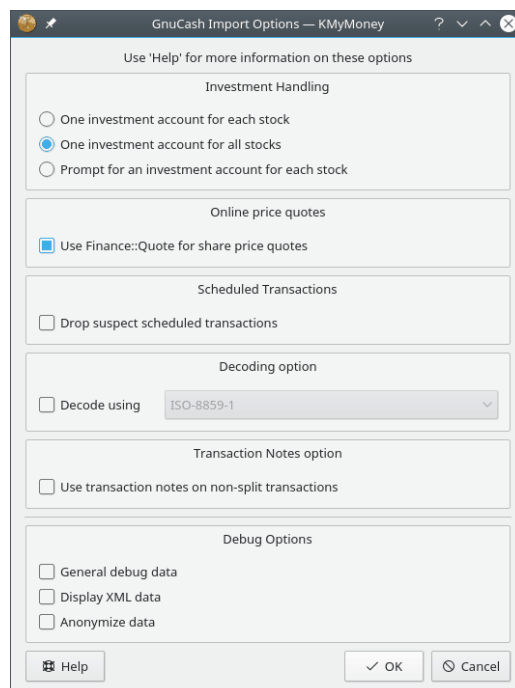 GnuCash Import Options — KMyMoney
Use 'Help' for more information on these options
Investment Handling
One investment account for each stock
One investment account for all stocks
Prompt for an investment account for each stock
Online price quotes
Use Finance::Quote for share price quotes
Scheduled Transactions
Drop suspect scheduled transactions
Decoding option
Decode using ISO-8859-1
Transaction Notes option
Use transaction notes on non-split transactions
Debug Options
General debug data
Display XML data
Anonymize data
Help OK Cancel